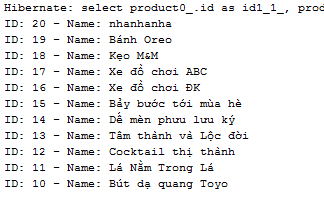 Hibernate: select product0_.id as id1_1_, prod
ID: 20 - Name: nhanhanha
ID: 19 - Name: Bánh Oreo
ID: 18 - Name: Kẹo M&M
ID: 17 - Name: Xe đồ chơi ABC
ID: 16 - Name: Xe đồ chơi ĐK
ID: 15 - Name: Bảy bước tới mùa hè
ID: 14 - Name: Dế mèn phưu lưu ký
ID: 13 - Name: Tâm thành và Lộc đời
ID: 12 - Name: Cocktail thị thành
ID: 11 - Name: Lá Nằm Trong Lá
ID: 10 - Name: Bút dạ quang Toyo